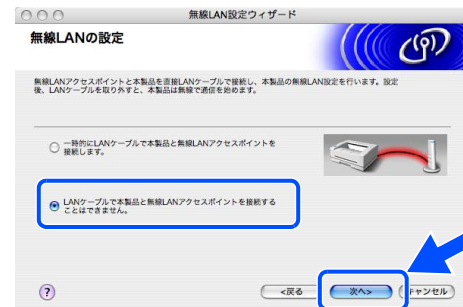 無線LAN設定ウィザード
無線LANの設定
無線LANアクセスポイントと本製品を直接LANケーブルで接続し、本製品の無線LAN設定を行います。設定
後、LANケーブルを取り外すと、本製品は無線で通信を始めます。
一時的にLANケーブルで本製品と無線LANアクセスポイントを
接続します。
LANケーブルで本製品と無線LANアクセスポイントを接続する
ことはできません。
? <戻る 次へ> キャンセル